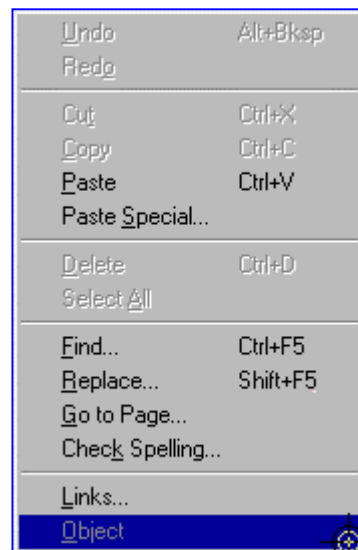 Undo Alt+Bksp
Redo
Cut Ctrl+X
Copy Ctrl+C
Paste Ctrl+V
Paste Special...
Delete Ctrl+D
Select All
Find... Ctrl+F5
Replace... Shift+F5
Go to Page...
Check Spelling...
Links...
Object